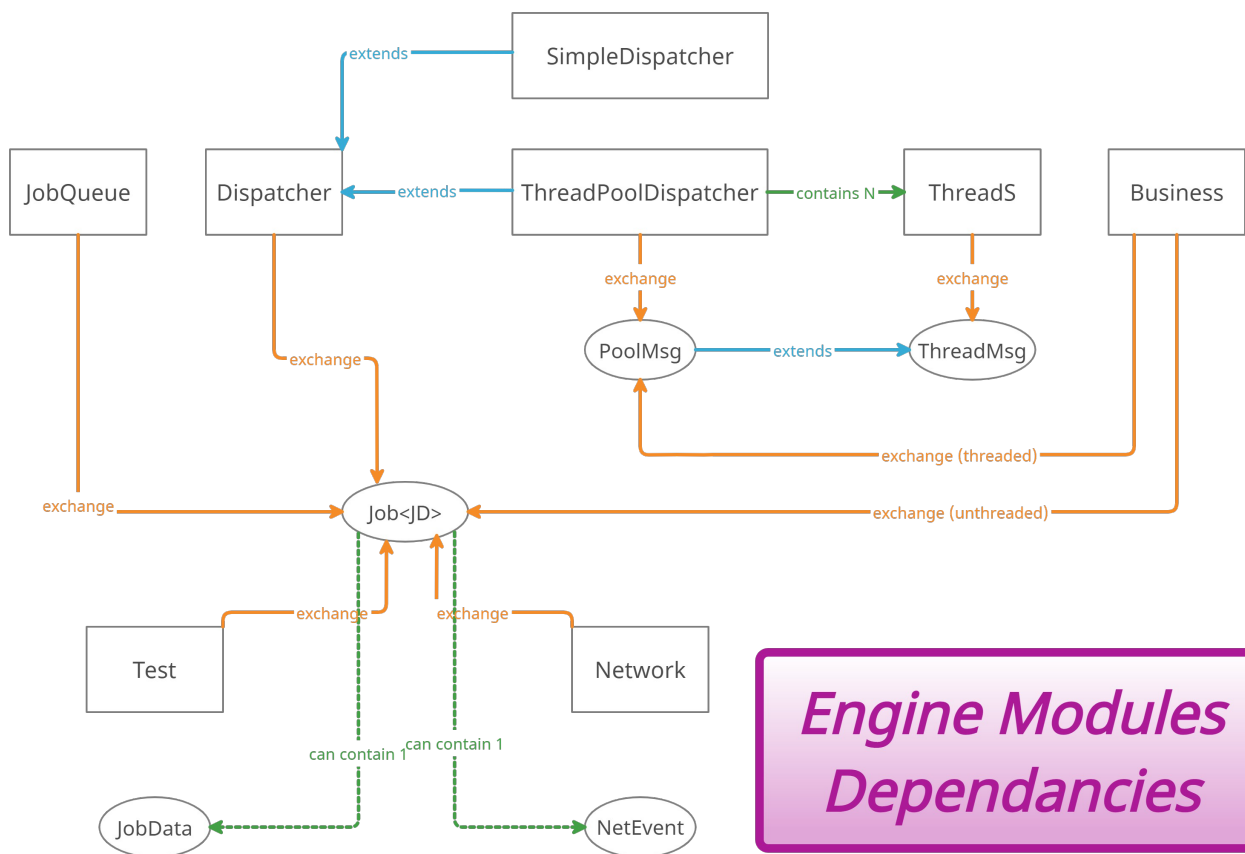 SimpleDispatcher
extends
JobQueue
Dispatcher
extends
ThreadPoolDispatcher
contains N
ThreadS
Business
exchange
exchange
PoolMsg
extends
ThreadMsg
exchange
exchange (threaded)
exchange
Job<JD>
exchange (unthreaded)
exchange
exchange
Test
Network
can contain 1
can contain 1
JobData
NetEvent
Engine Modules
Dependancies